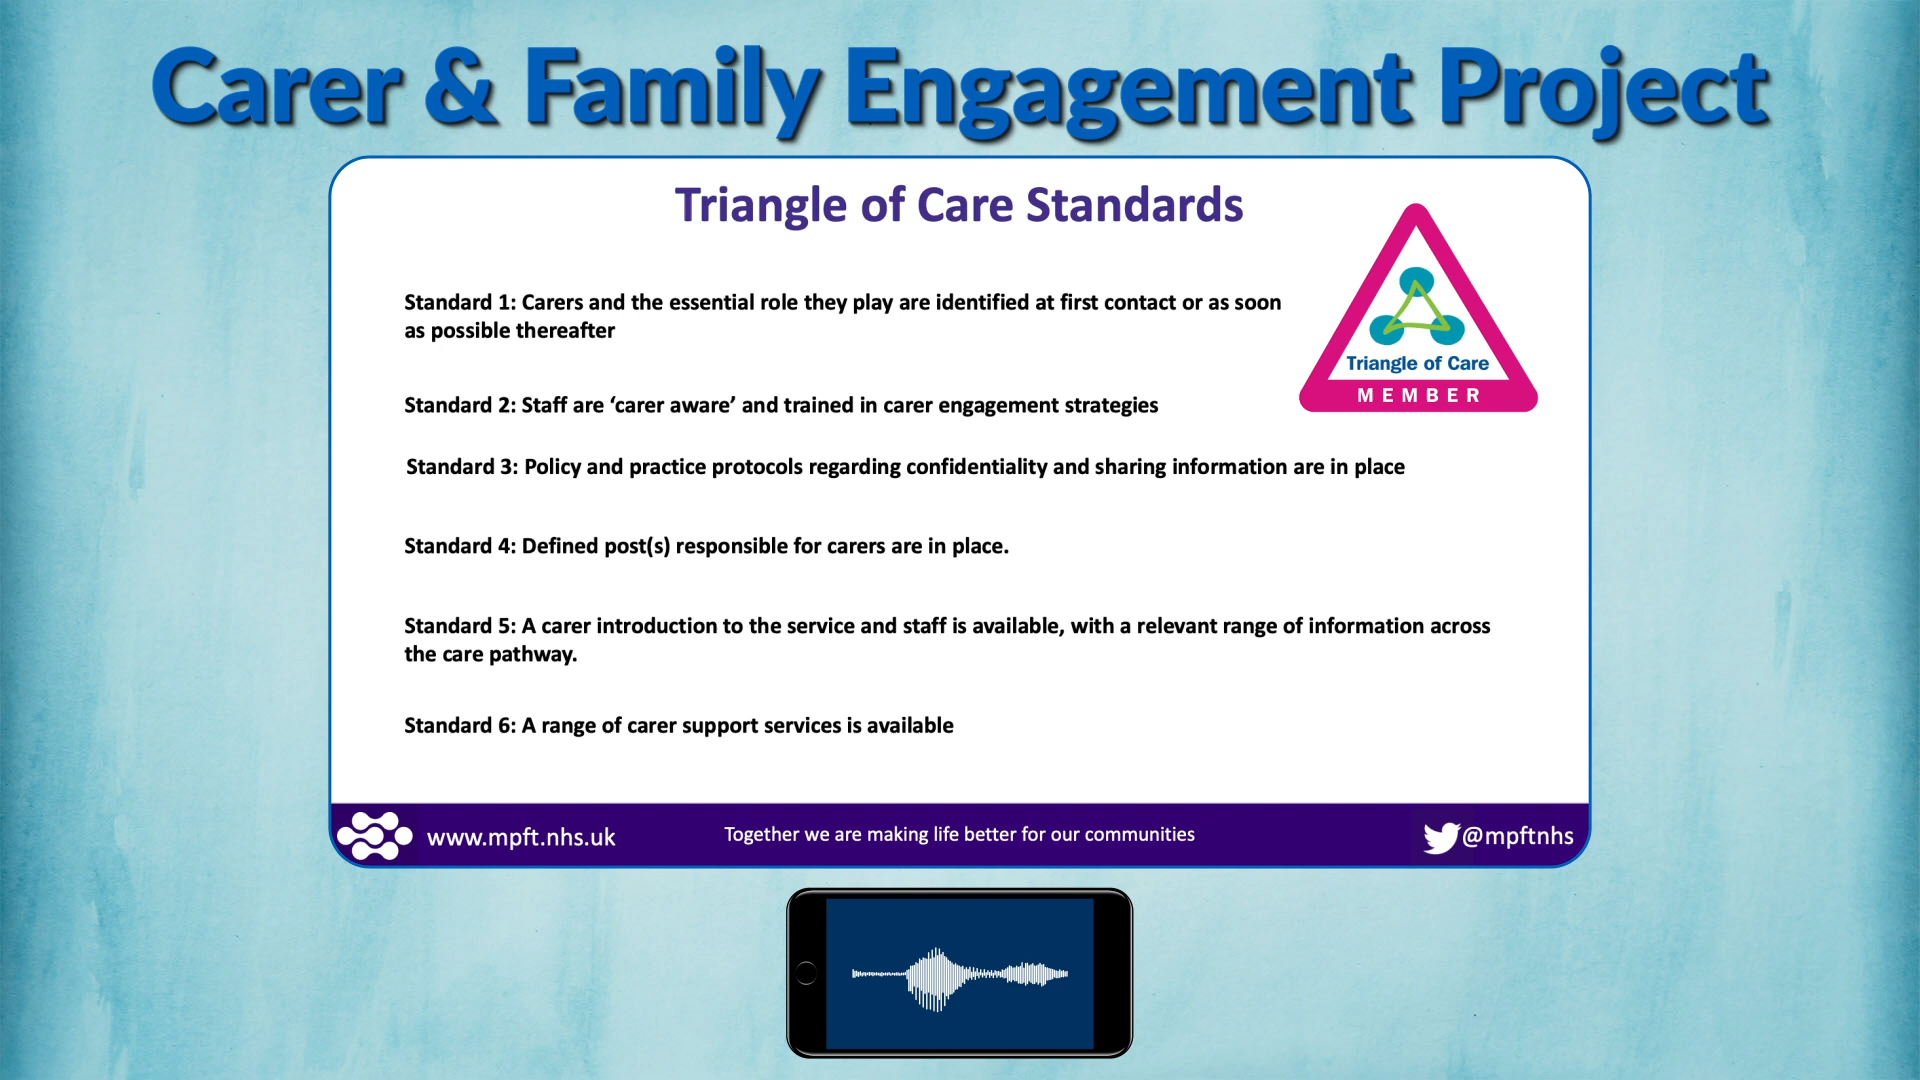 Carer & Family Engagement Project
Triangle of Care Standards
Standard 1: Carers and the essential role they play are identified at first contact or as soon
as possible thereafter
Triangle of Care
MEMBER
Standard 2: Staff are ‘carer aware’ and trained in carer engagement strategies
Standard 3: Policy and practice protocols regarding confidentiality and sharing information are in place
Standard 4: Defined post(s) responsible for carers are in place.
Standard 5: A carer introduction to the service and staff is available, with a relevant range of information across
the care pathway.
Standard 6: A range of carer support services is available
www.mpft.nhs.uk
Together we are making life better for our communities
@mpftnhs